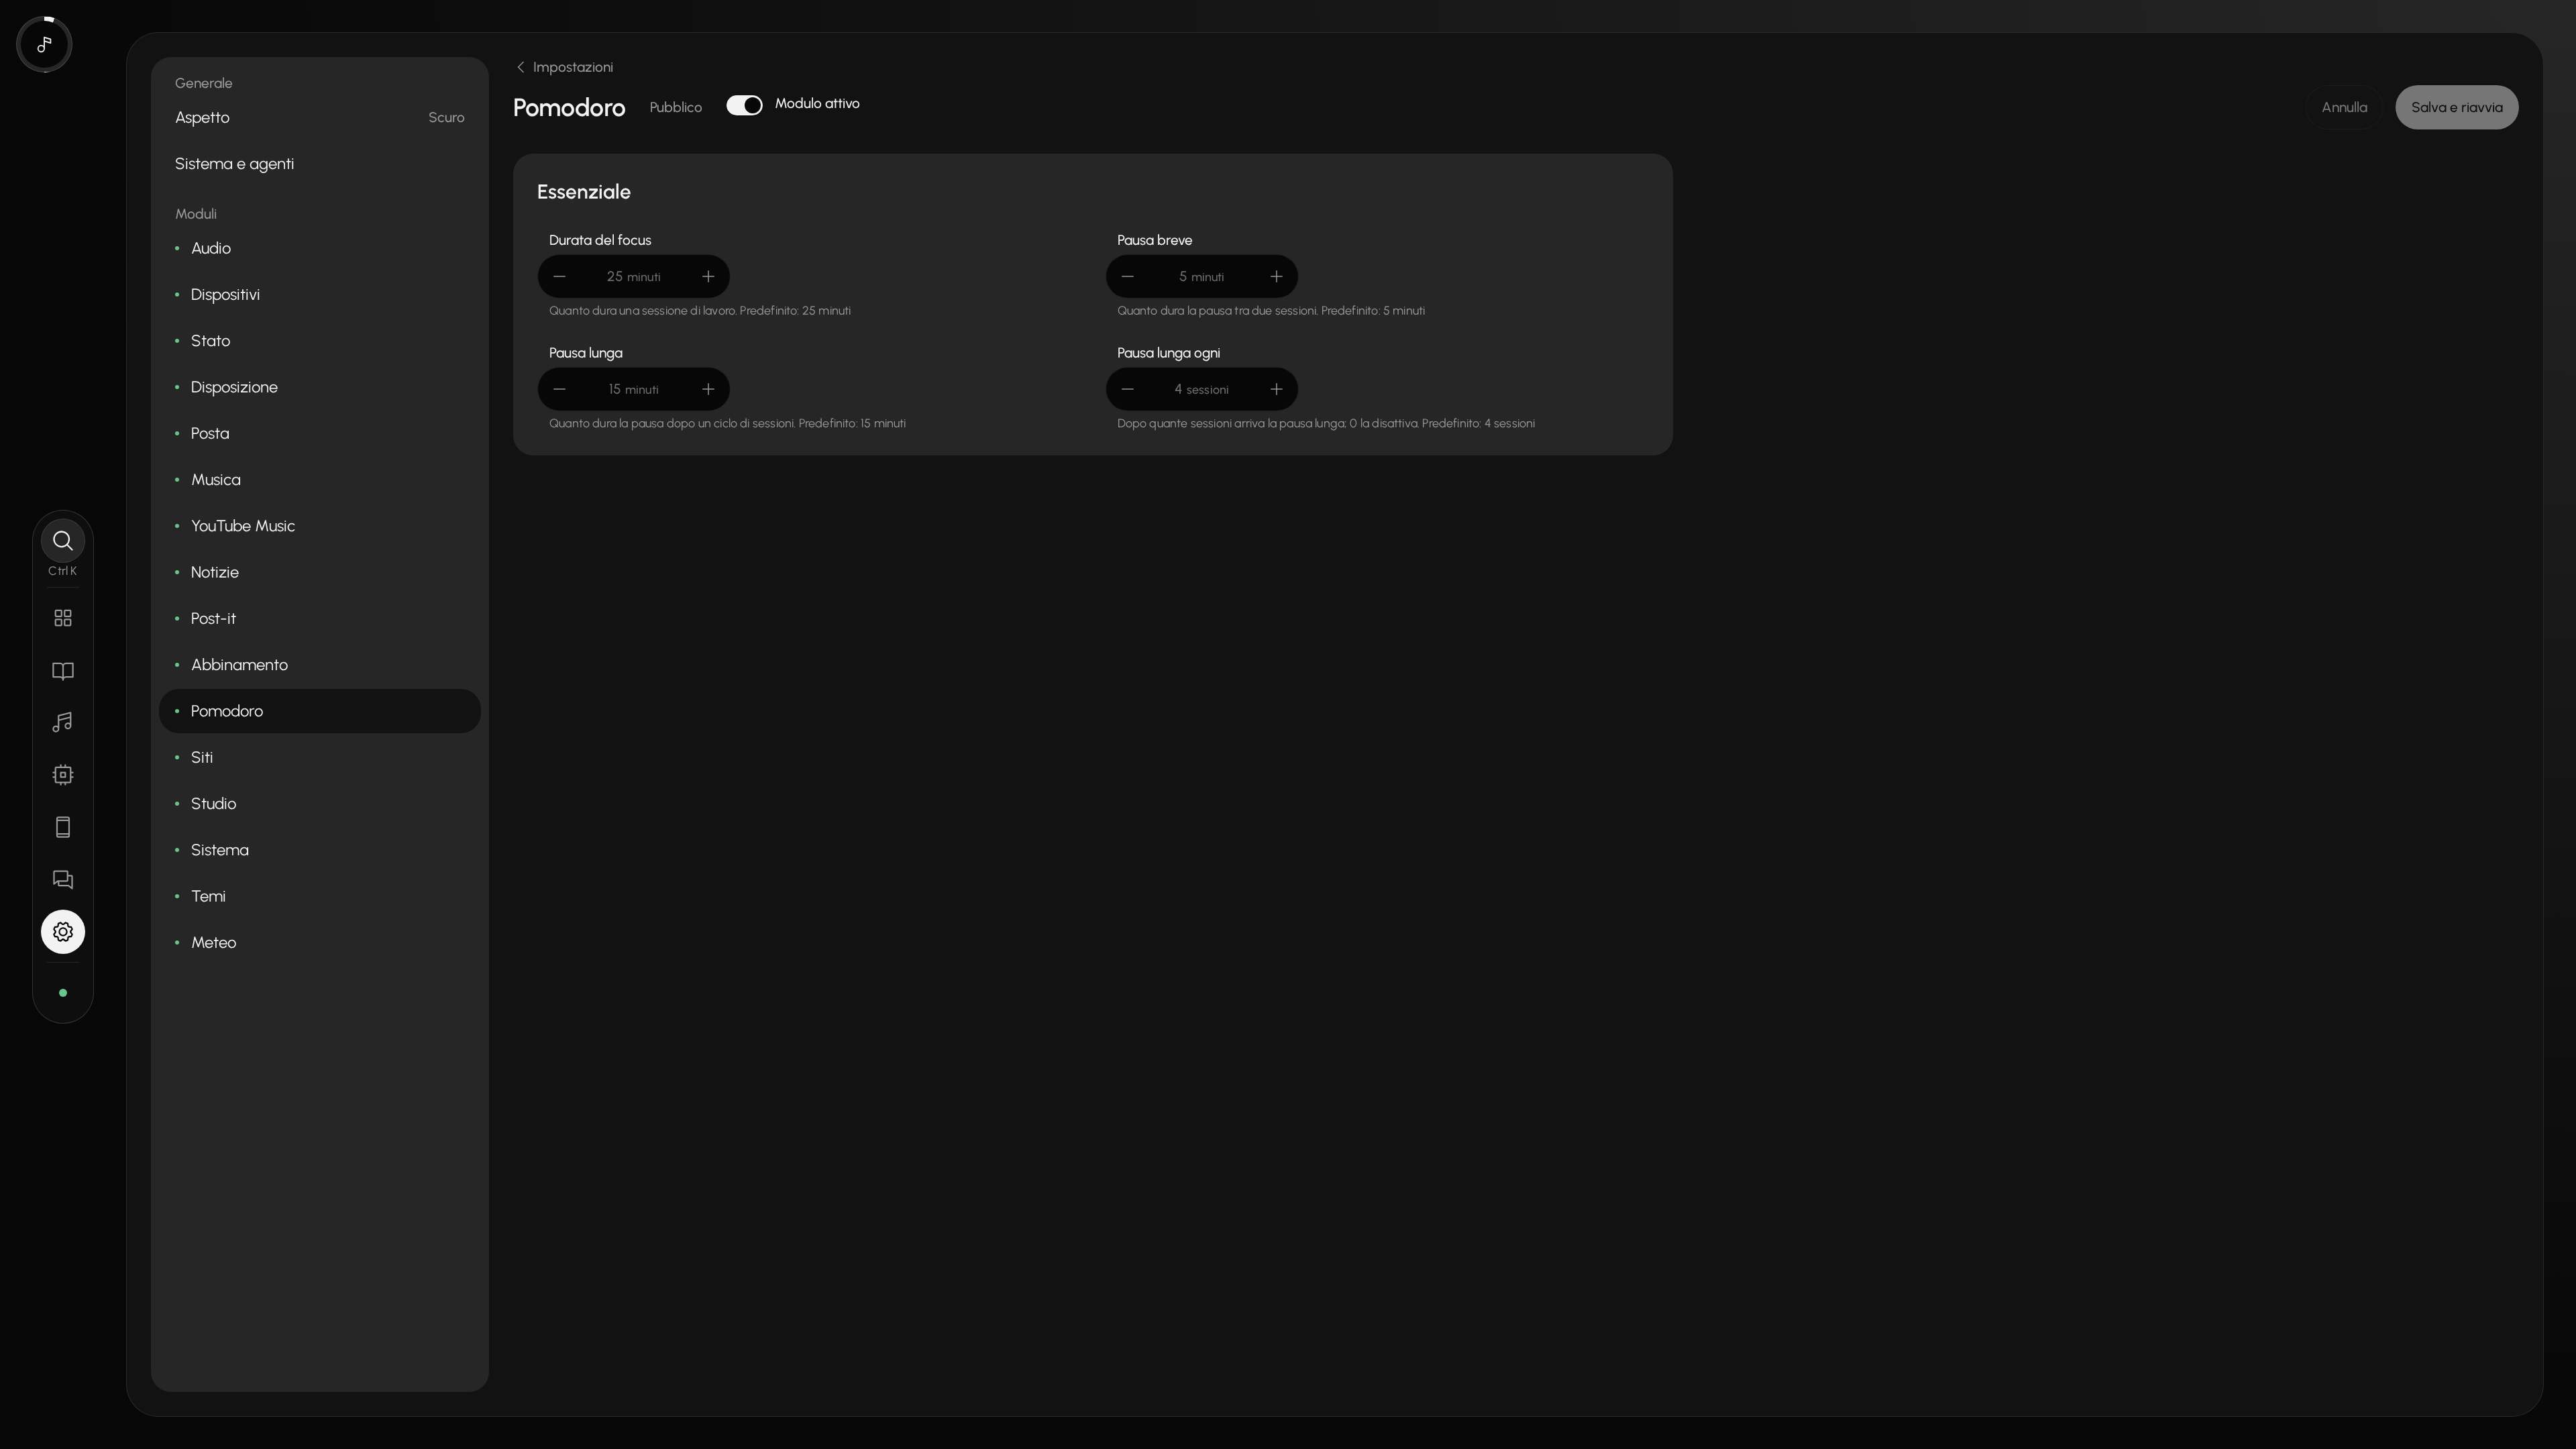 Generale
Aspetto Scuro
Sistema e agenti
Moduli
Audio
Dispositivi
Stato
Disposizione
Posta
Musica
YouTube Music
Notizie
Post-it
Abbinamento
Pomodoro
Siti
Studio
Sistema
Temi
Meteo
Ctrl K
Impostazioni
Pomodoro Pubblico Modulo attivo
Annulla Salva e riavvia
Essenziale
Durata del focus
25 minuti
Quanto dura una sessione di lavoro. Predefinito: 25 minuti
Pausa breve
5 minuti
Quanto dura la pausa tra due sessioni. Predefinito: 5 minuti
Pausa lunga
15 minuti
Quanto dura la pausa dopo un ciclo di sessioni. Predefinito: 15 minuti
Pausa lunga ogni
4 sessioni
Dopo quante sessioni arriva la pausa lunga; 0 la disattiva. Predefinito: 4 sessioni